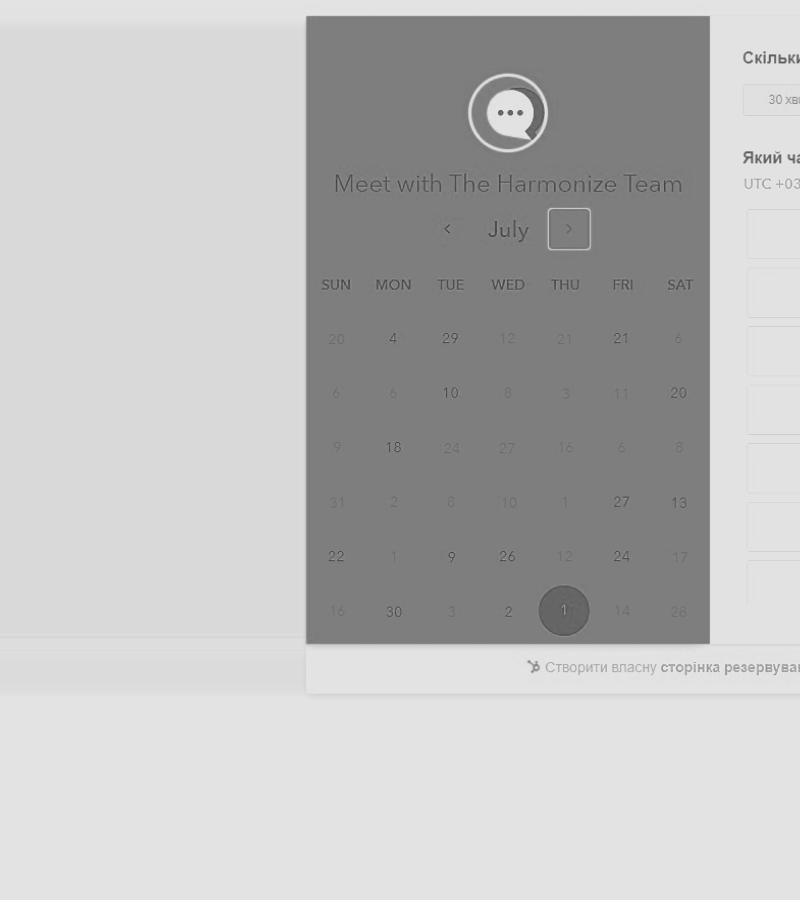 Meet with The Harmonize Team
July
SUN MON TUE WED THU FRI SAT
20 4 29 12 21 21 6
6 6 10 8 3 11 20
9 18 24 27 16 6 8
31 2 8 10 1 27 13
22 1 9 26 12 24 17
16 30 3 2 1 14 28
Скільки
30 хви
Який ча
UTC +03
Створити власну сторінка резервуван